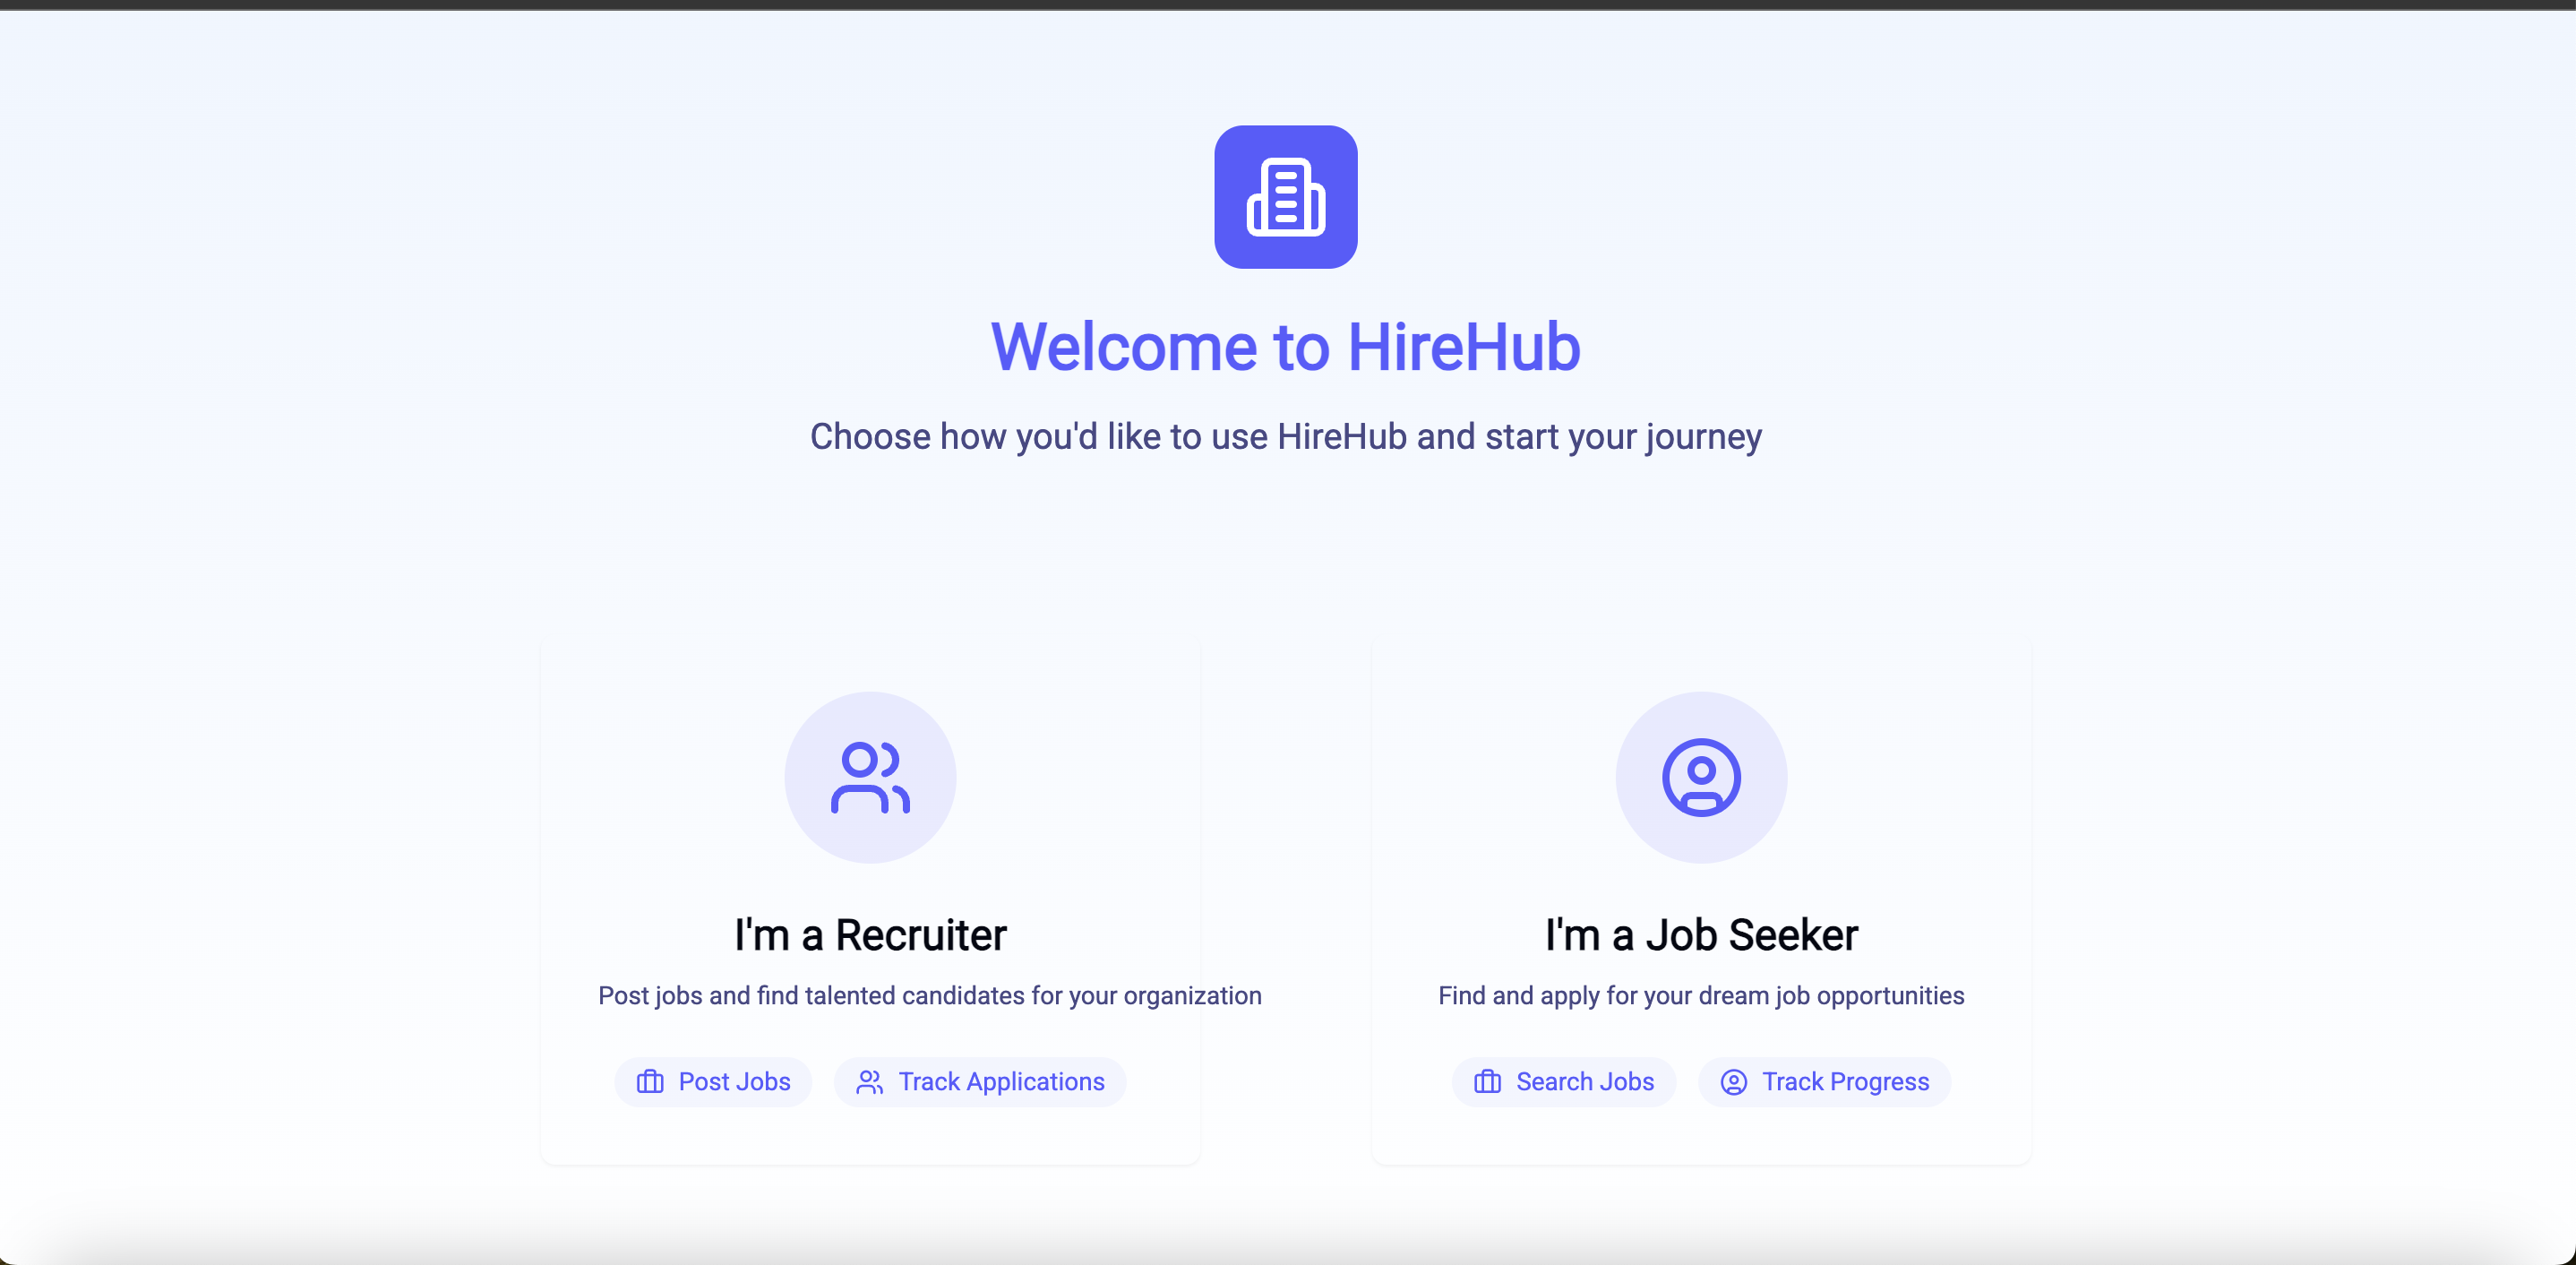 Welcome to HireHub
Choose how you'd like to use HireHub and start your journey
I'm a Recruiter
Post jobs and find talented candidates for your organization
Post Jobs
Track Applications
I'm a Job Seeker
Find and apply for your dream job opportunities
Search Jobs
Track Progress